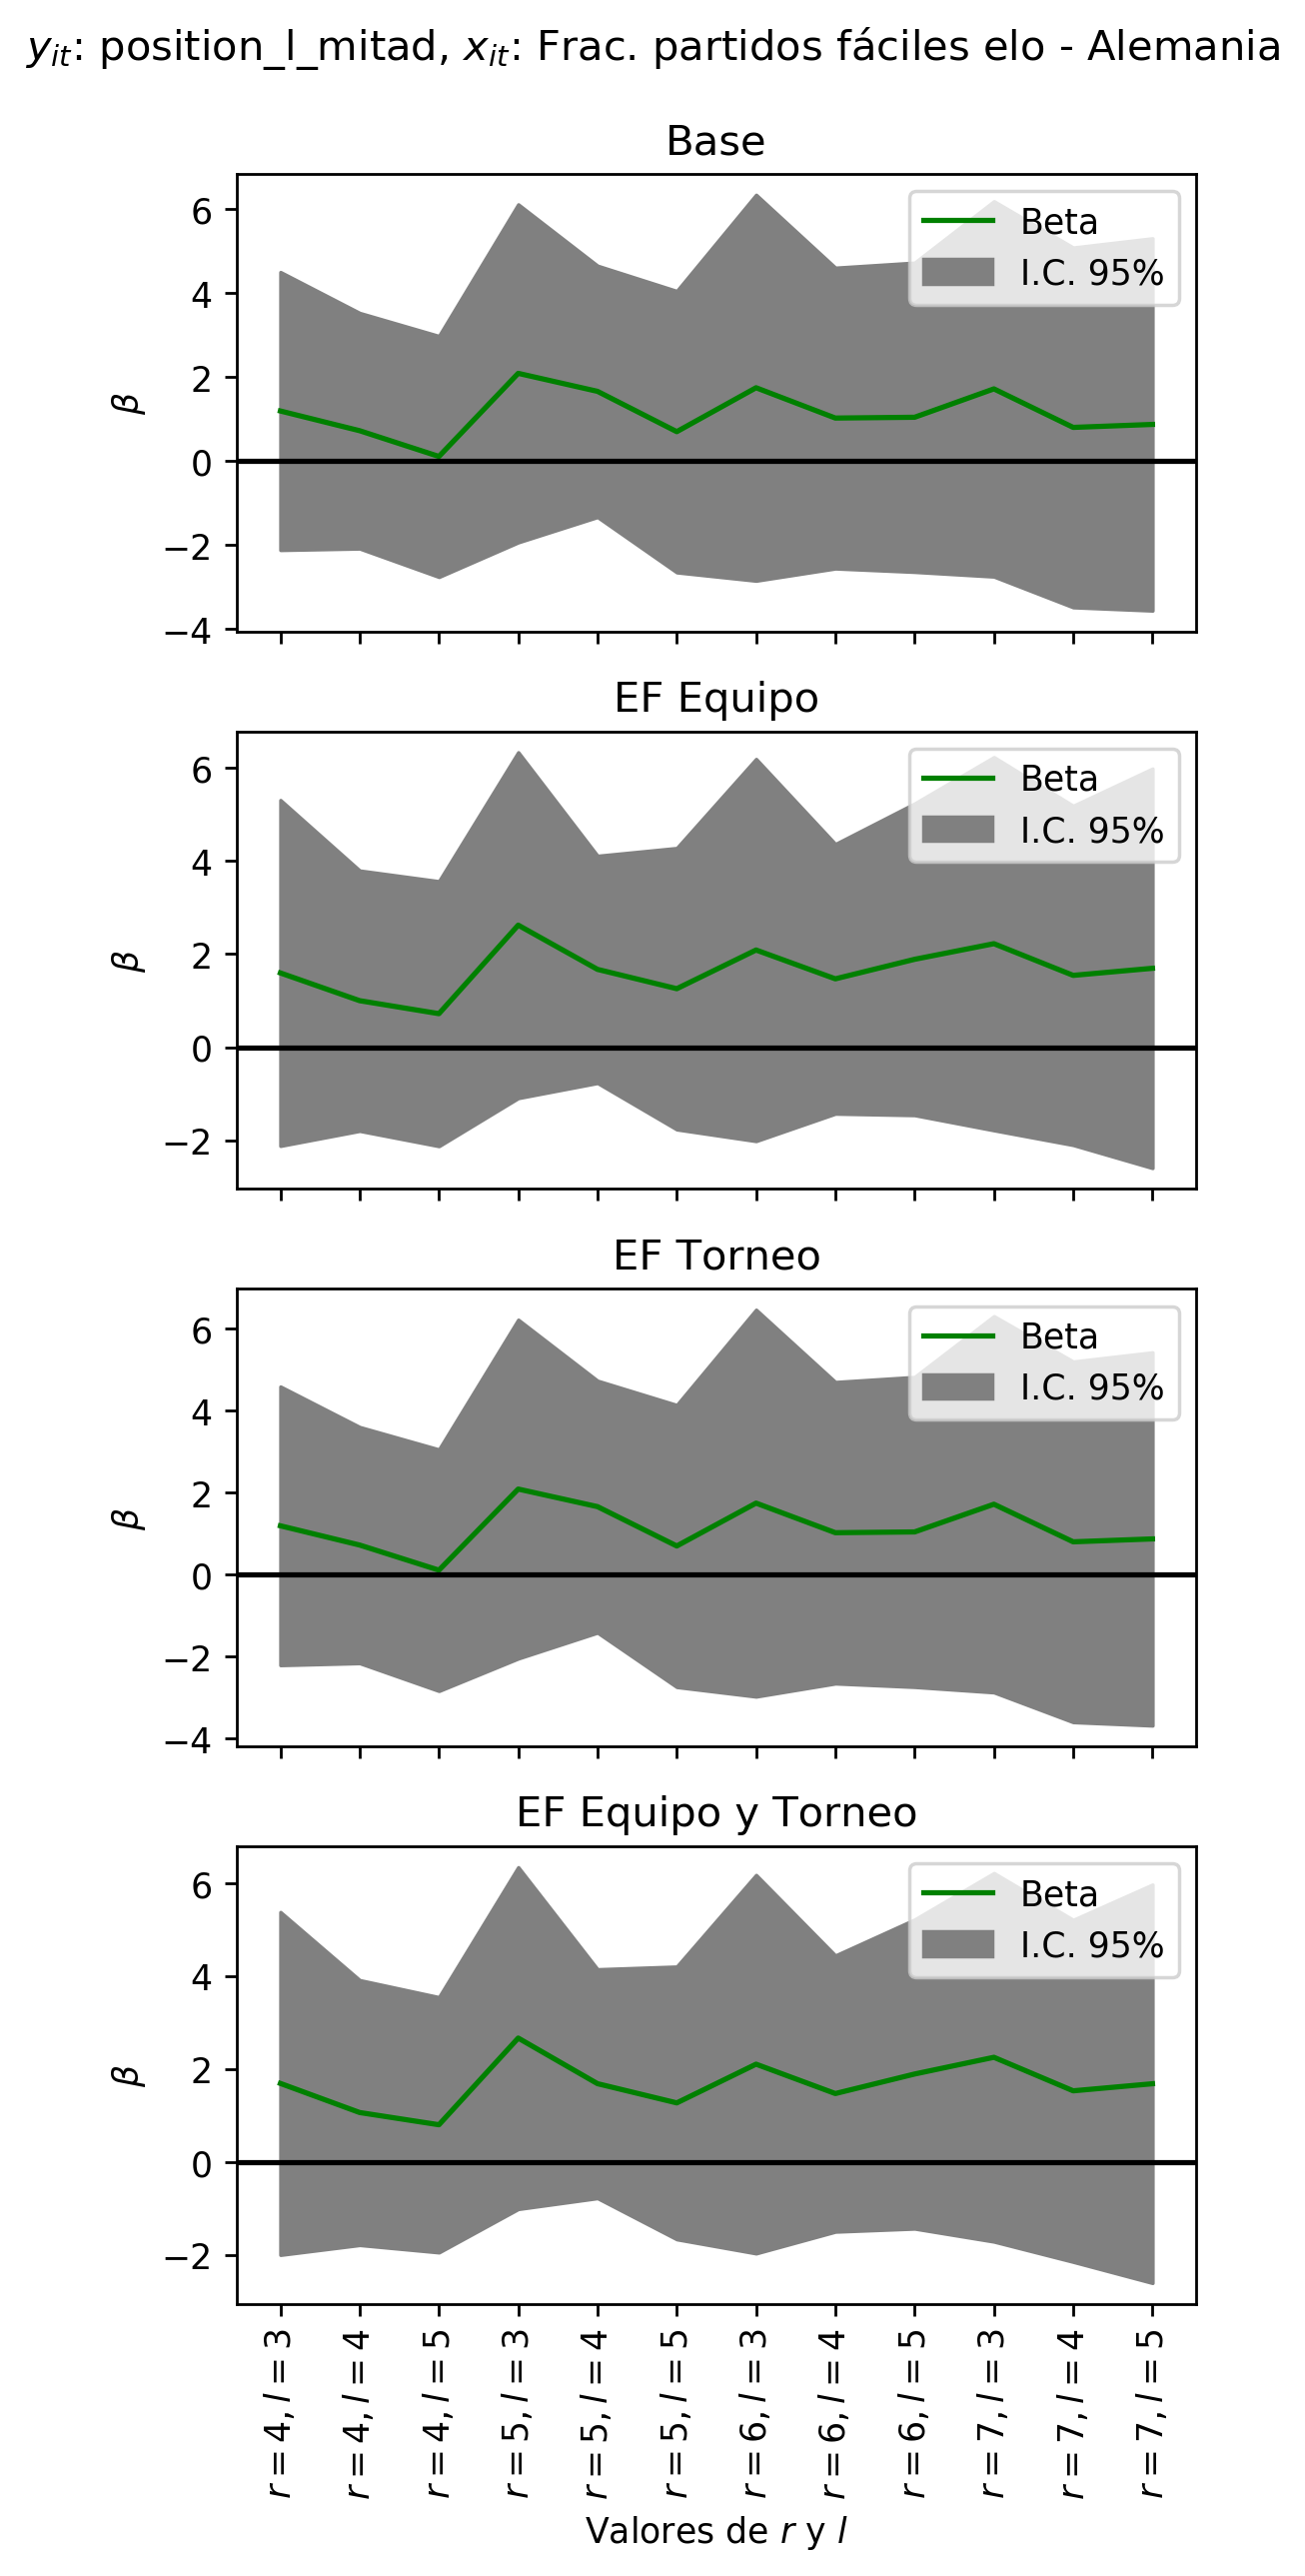 y_it: position_l_mitad, x_it: Frac. partidos fáciles elo - Alemania
Base
6
4
2
0
−2
−4
β
Beta
I.C. 95%
EF Equipo
6
4
2
0
−2
β
Beta
I.C. 95%
EF Torneo
6
4
2
0
−2
−4
β
Beta
I.C. 95%
EF Equipo y Torneo
6
4
2
0
−2
β
Beta
I.C. 95%
r = 4, l = 3
r = 4, l = 4
r = 4, l = 5
r = 5, l = 3
r = 5, l = 4
r = 5, l = 5
r = 6, l = 3
r = 6, l = 4
r = 6, l = 5
r = 7, l = 3
r = 7, l = 4
r = 7, l = 5
Valores de r y l